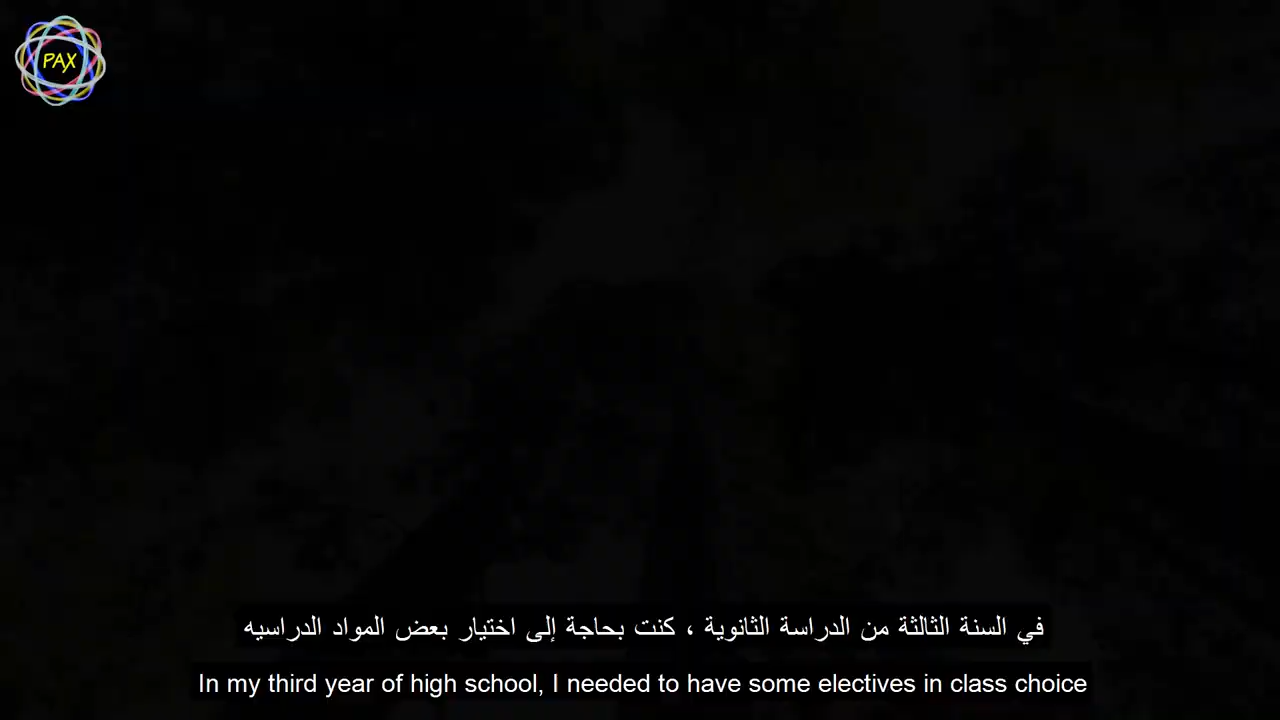 PAX
في السنة الثالثة من الدراسة الثانوية ، كنت بحاجة إلى اختيار بعض المواد الدراسيه
In my third year of high school, I needed to have some electives in class choice